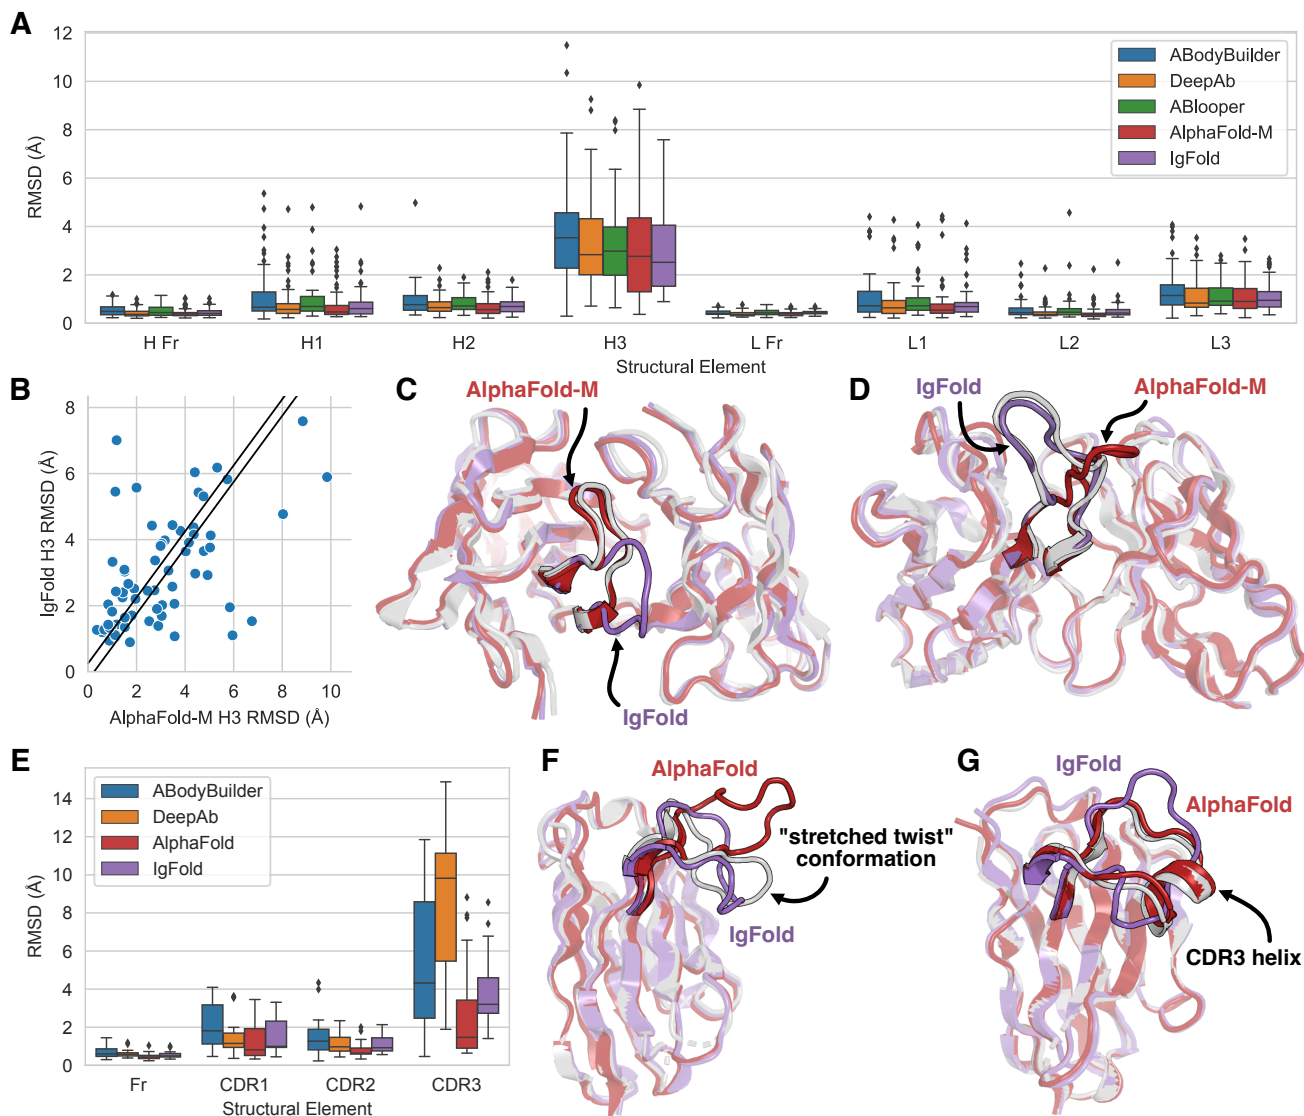 A
12
10
8
6
4
2
0
RMSD (Å)
ABodyBuilder
DeepAb
ABlooper
AlphaFold-M
IgFold
H Fr
H1
H2
H3
L Fr
L1
L2
L3
Structural Element
B
8
6
4
2
0
IgFold H3 RMSD (Å)
0
2
4
6
8
10
AlphaFold-M H3 RMSD (Å)
C
AlphaFold-M
IgFold
D
IgFold
AlphaFold-M
E
14
12
10
8
6
4
2
0
RMSD (Å)
ABodyBuilder
DeepAb
AlphaFold
IgFold
Fr
CDR1
CDR2
CDR3
Structural Element
F
AlphaFold
"stretched twist"
conformation
IgFold
G
IgFold
AlphaFold
CDR3 helix